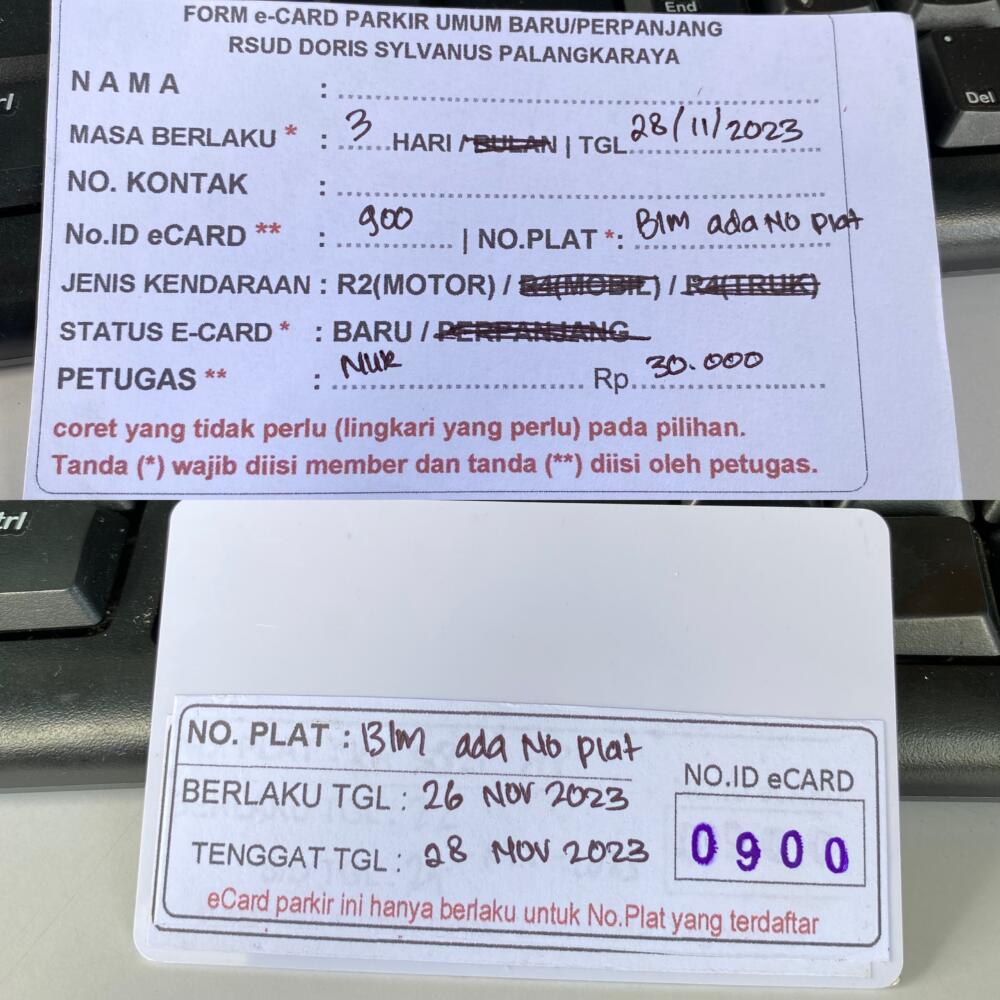 End
Del
rl
FORM e-CARD PARKIR UMUM BARU/PERPANJANG
RSUD DORIS SYLVANUS PALANGKARAYA
NAMA :
MASA BERLAKU * : 3 HARI / BULAN | TGL 28/11/2023
NO. KONTAK :
No.ID eCARD ** : 900 | NO.PLAT *: Blm ada No plat
JENIS KENDARAAN : R2(MOTOR) / R4(MOBIL) / R4(TRUK)
STATUS E-CARD * : BARU / PERPANJANG
PETUGAS ** : NUR Rp. 30.000
coret yang tidak perlu (lingkari yang perlu) pada pilihan.
Tanda (*) wajib diisi member dan tanda (**) diisi oleh petugas.
trl
NO. PLAT : Blm ada No plat
BERLAKU TGL : 26 NOV 2023
TENGGAT TGL : 28 NOV 2023
NO.ID eCARD
0900
eCard parkir ini hanya berlaku untuk No.Plat yang terdaftar